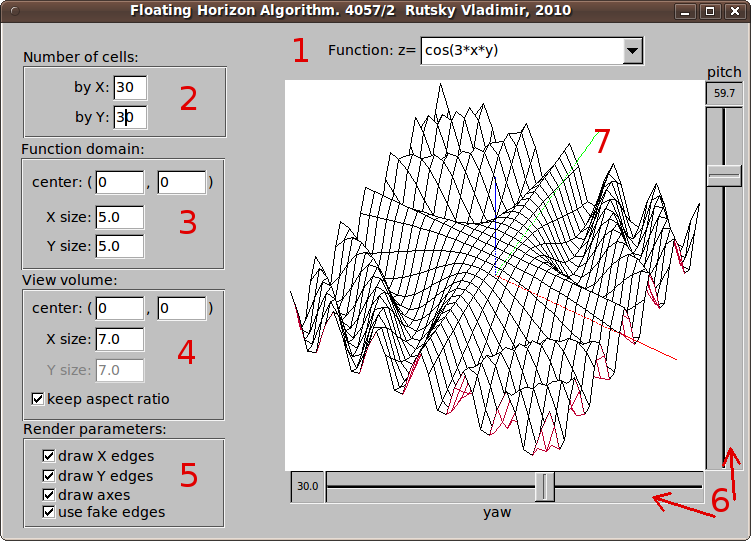 Floating Horizon Algorithm. 4057/2 Rutsky Vladimir, 2010
1 Function: z= cos(3*x*y)
Number of cells:
by X: 30
by Y: 30
2
Function domain:
center: ( 0 , 0 )
X size: 5.0
Y size: 5.0
3
View volume:
center: ( 0 , 0 )
X size: 7.0
Y size: 7.0
keep aspect ratio
4
Render parameters:
draw X edges
draw Y edges
draw axes
use fake edges
5
7
pitch
59.7
30.0
yaw
6